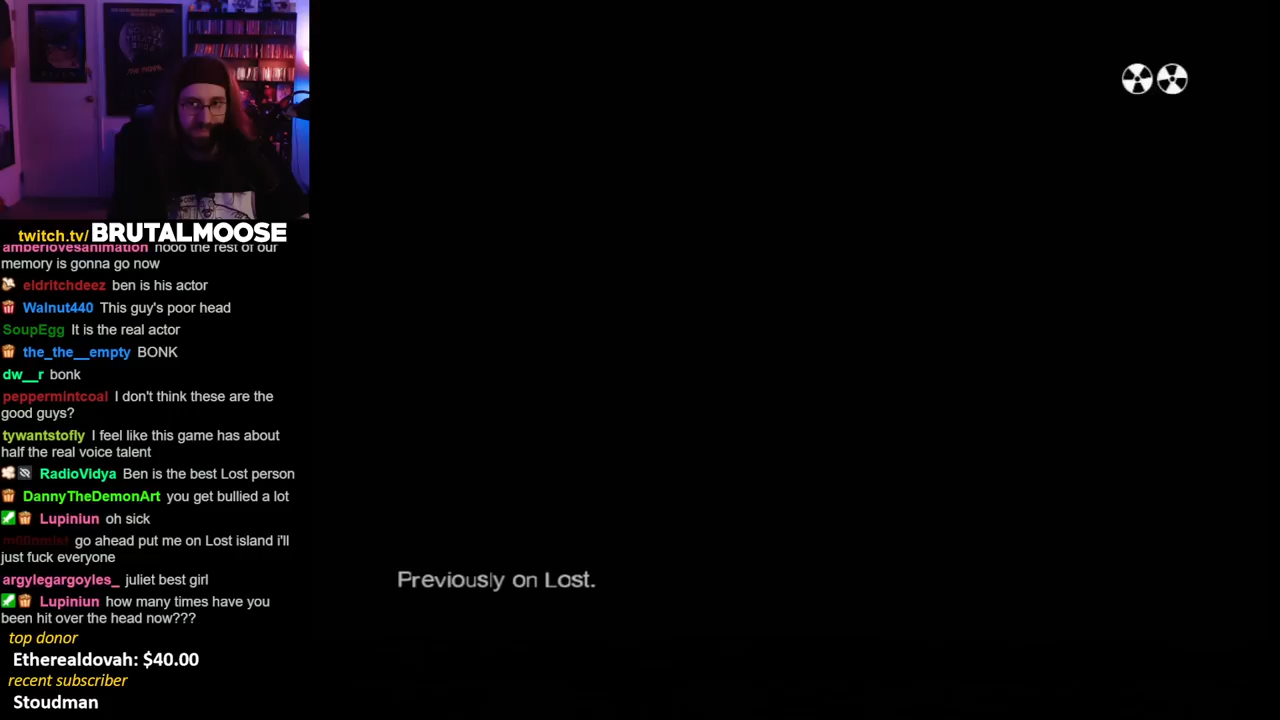 twitch.tv/BRUTALMOOSE
amberlovesanimation nooo the rest of our
memory is gonna go now
eldritchdeez ben is his actor
Walnut440 This guy's poor head
SoupEgg It is the real actor
the_the__empty BONK
dw__r bonk
peppermintcoal I don't think these are the
good guys?
tywantstofly I feel like this game has about
half the real voice talent
RadioVidya Ben is the best Lost person
DannyTheDemonArt you get bullied a lot
Lupiniun oh sick
go ahead put me on Lost island i'll
just fuck everyone
argylegargoyles_ juliet best girl
Lupiniun how many times have you
been hit over the head now???
top donor
Etherealdovah: $40.00
recent subscriber
Stoudman
Previously on Lost.